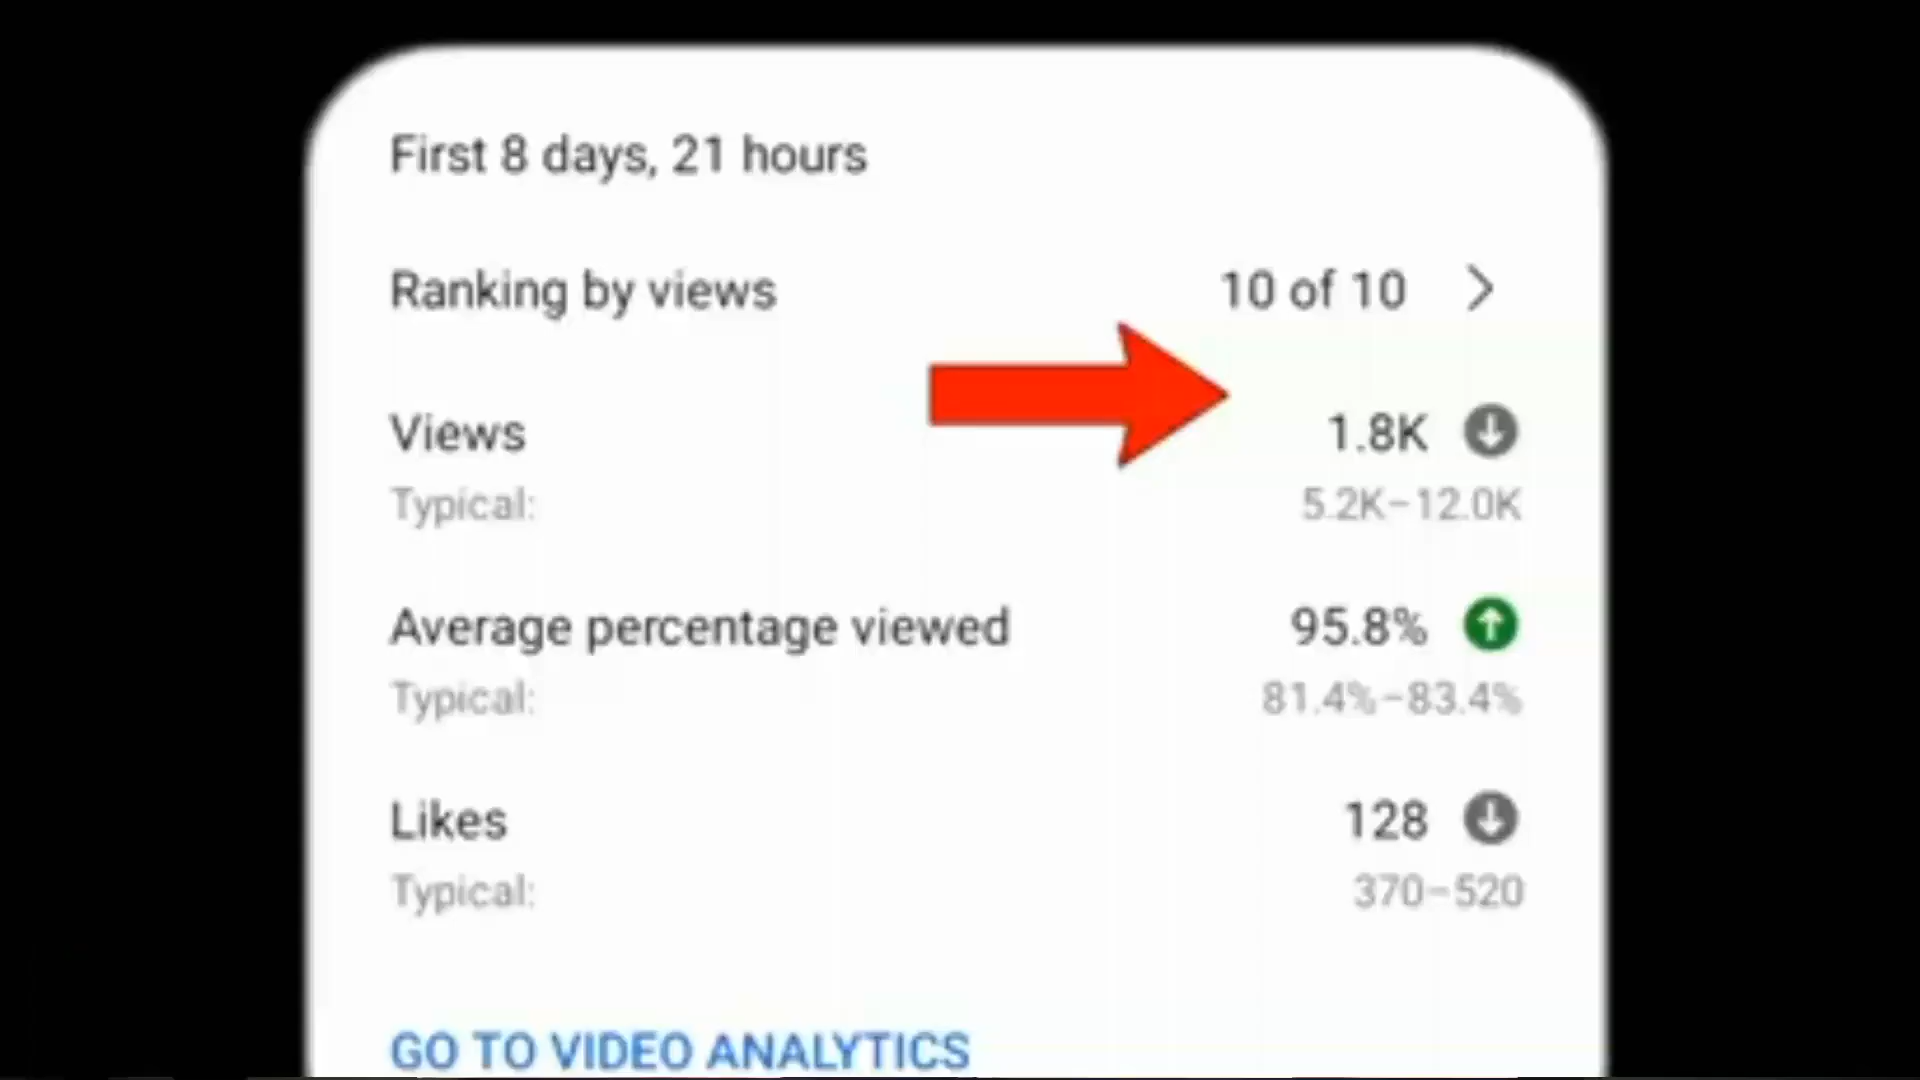 First 8 days, 21 hours
Ranking by views 10 of 10
Views 1.8K
Typical: 5.2K–12.0K
Average percentage viewed 95.8%
Typical: 81.4%–83.4%
Likes 128
Typical: 370–520
GO TO VIDEO ANALYTICS